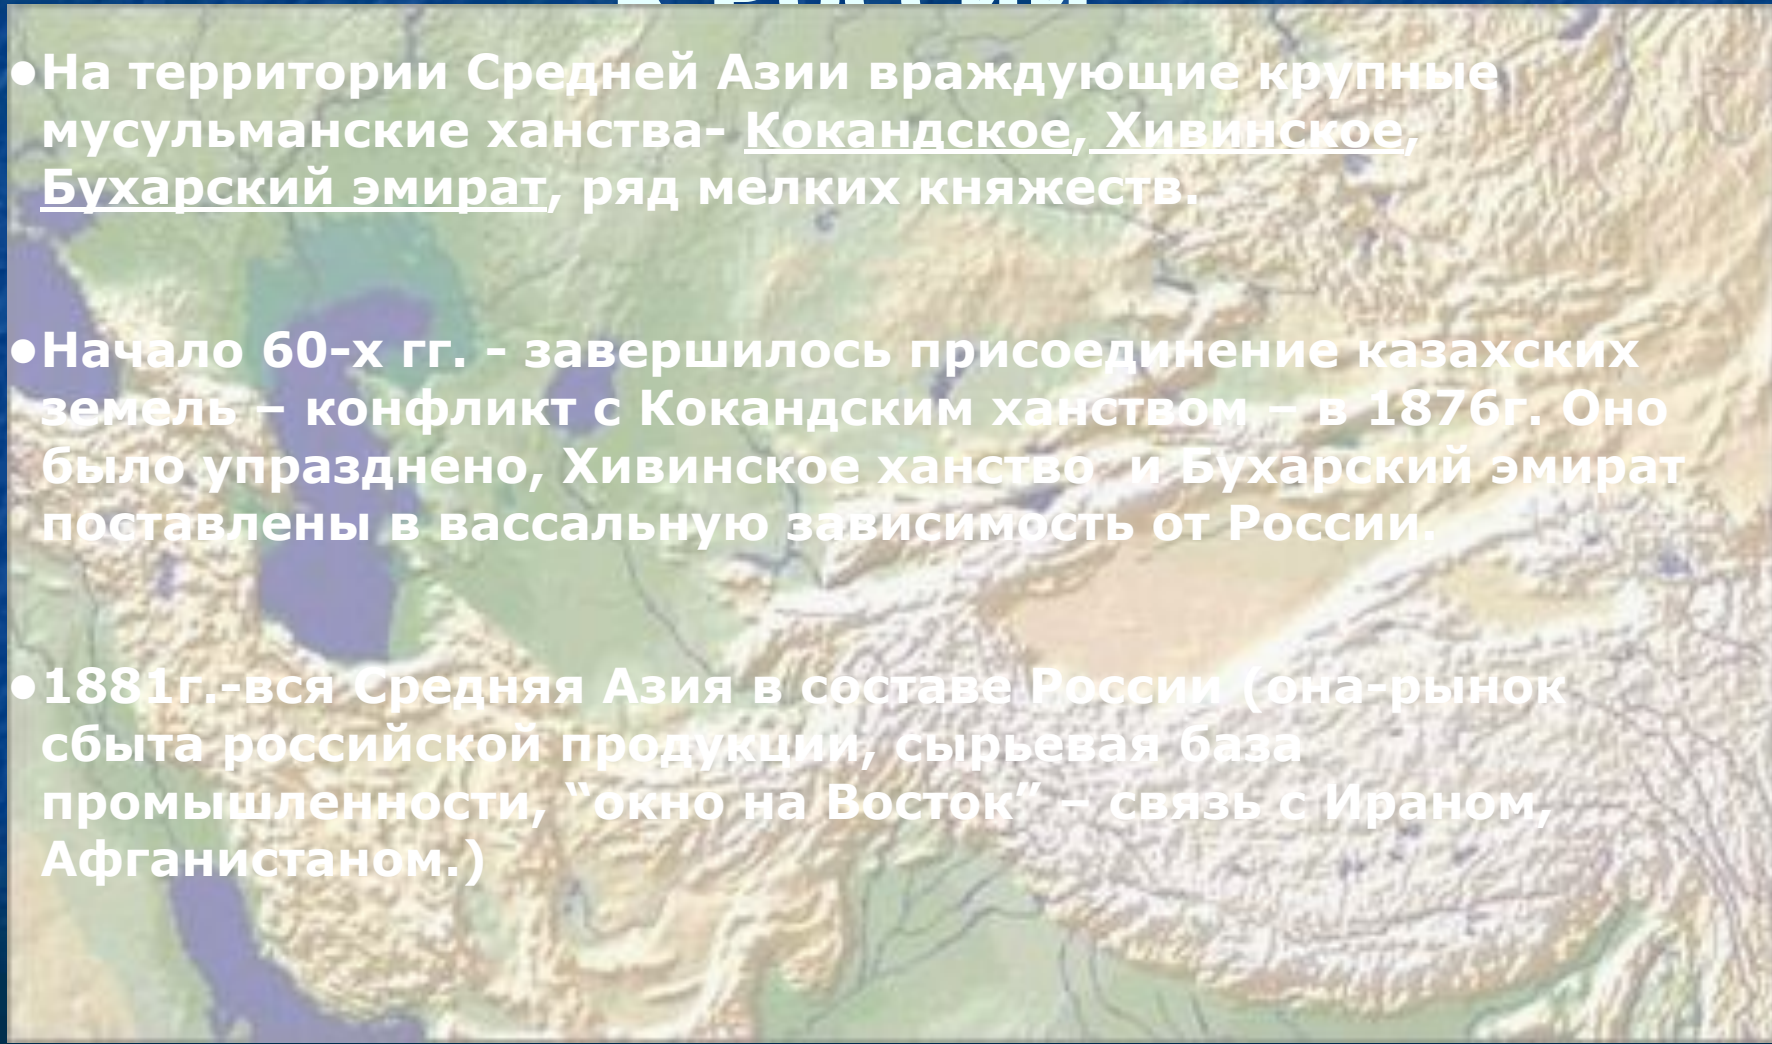 •На территории Средней Азии враждующие крупные
мусульманские ханства- Кокандское, Хивинское,
Бухарский эмират, ряд мелких княжеств.
•Начало 60-х гг. - завершилось присоединение казахских
земель – конфликт с Кокандским ханством – в 1876г. Оно
было упразднено, Хивинское ханство  и Бухарский эмират
поставлены в вассальную зависимость от России.
•1881г.-вся Средняя Азия в составе России (она-рынок
сбыта российской продукции, сырьевая база
промышленности, “окно на Восток” – связь с Ираном,
Афганистаном.)